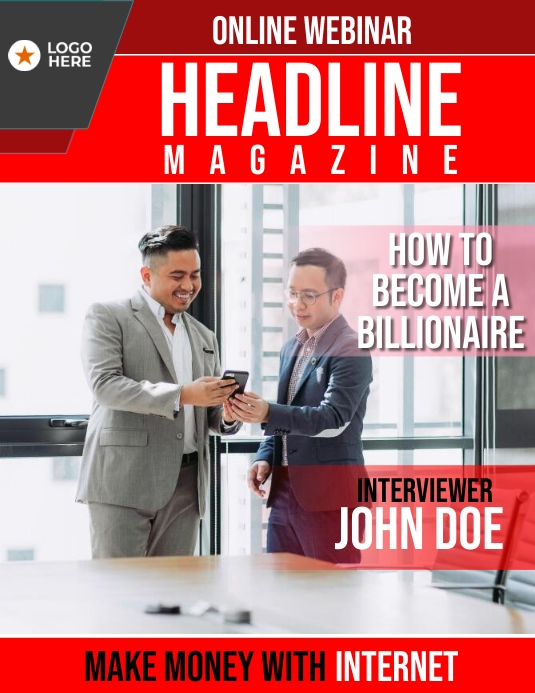 LOGO
HERE
ONLINE WEBINAR
HEADLINE
MAGAZINE
HOW TO
BECOME A
BILLIONAIRE
INTERVIEWER
JOHN DOE
MAKE MONEY WITH INTERNET